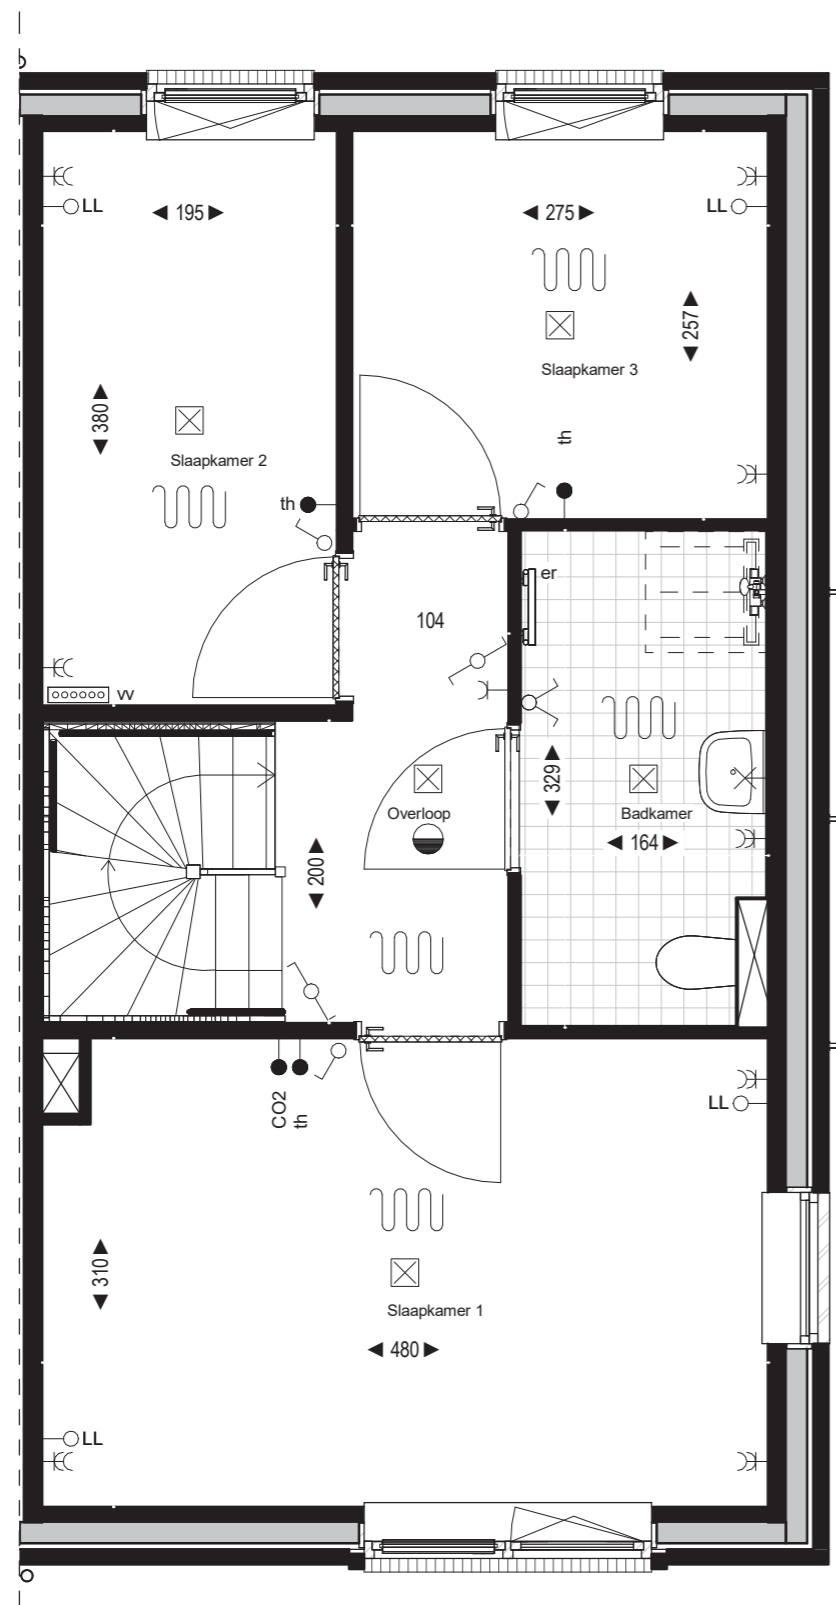 LL
195
275
LL
257
Slaapkamer 3
380
Slaapkamer 2
th
th
er
104
vv
329
Overloop
Badkamer
164
200
CO2
th
LL
310
Slaapkamer 1
480
LL